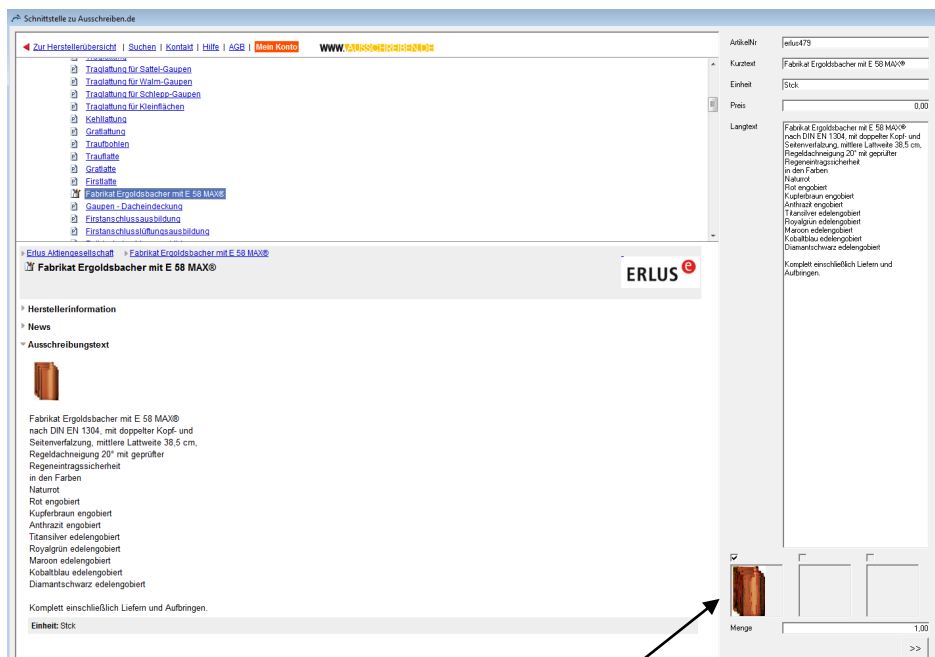 Schnittstelle zu Ausschreiben.de
Zur Herstellerübersicht | Suchen | Kontakt | Hilfe | AGB | Mein Konto WWW.AUSSCHREIBEN.DE
Traglattung für Sattel-Gaupen
Traglattung für Walm-Gaupen
Traglattung für Schlepp-Gaupen
Traglattung für Kleinflächen
Kehllattung
Gratlattung
Traufbohlen
Trauflatte
Gratlatte
Firstlatte
Fabrikat Ergoldsbacher mit E 58 MAX®
Gaupen - Dacheindeckung
Firstanschlussausbildung
Firstanschlusslüftungsausbildung
Erlus Aktiengesellschaft Fabrikat Ergoldsbacher mit E 58 MAX®
Fabrikat Ergoldsbacher mit E 58 MAX®
ERLUS e
Herstellerinformation
News
Ausschreibungstext
Fabrikat Ergoldsbacher mit E 58 MAX®
nach DIN EN 1304, mit doppelter Kopf- und
Seitenverfalzung, mittlere Lattweite 38,5 cm,
Regeldachneigung 20° mit geprüfter
Regeneintragssicherheit
in den Farben
Naturrot
Rot engobiert
Kupferbraun engobiert
Anthrazit engobiert
Titansilver edelengobiert
Royalgrün edelengobiert
Maroon edelengobiert
Kobaltblau edelengobiert
Diamantschwarz edelengobiert
Komplett einschließlich Liefern und Aufbringen.
Einheit: Stck
ArtikelNr erlus479
Kurztext Fabrikat Ergoldsbacher mit E 58 MAX®
Einheit Stck
Preis 0,00
Langtext Fabrikat Ergoldsbacher mit E 58 MAX®
nach DIN EN 1304, mit doppelter Kopf- und
Seitenverfalzung, mittlere Lattweite 38,5 cm,
Regeldachneigung 20° mit geprüfter
Regeneintragssicherheit
in den Farben
Naturrot
Rot engobiert
Kupferbraun engobiert
Anthrazit engobiert
Titansilver edelengobiert
Royalgrün edelengobiert
Maroon edelengobiert
Kobaltblau edelengobiert
Diamantschwarz edelengobiert
Komplett einschließlich Liefern und
Aufbringen.
Menge 1,00
>>